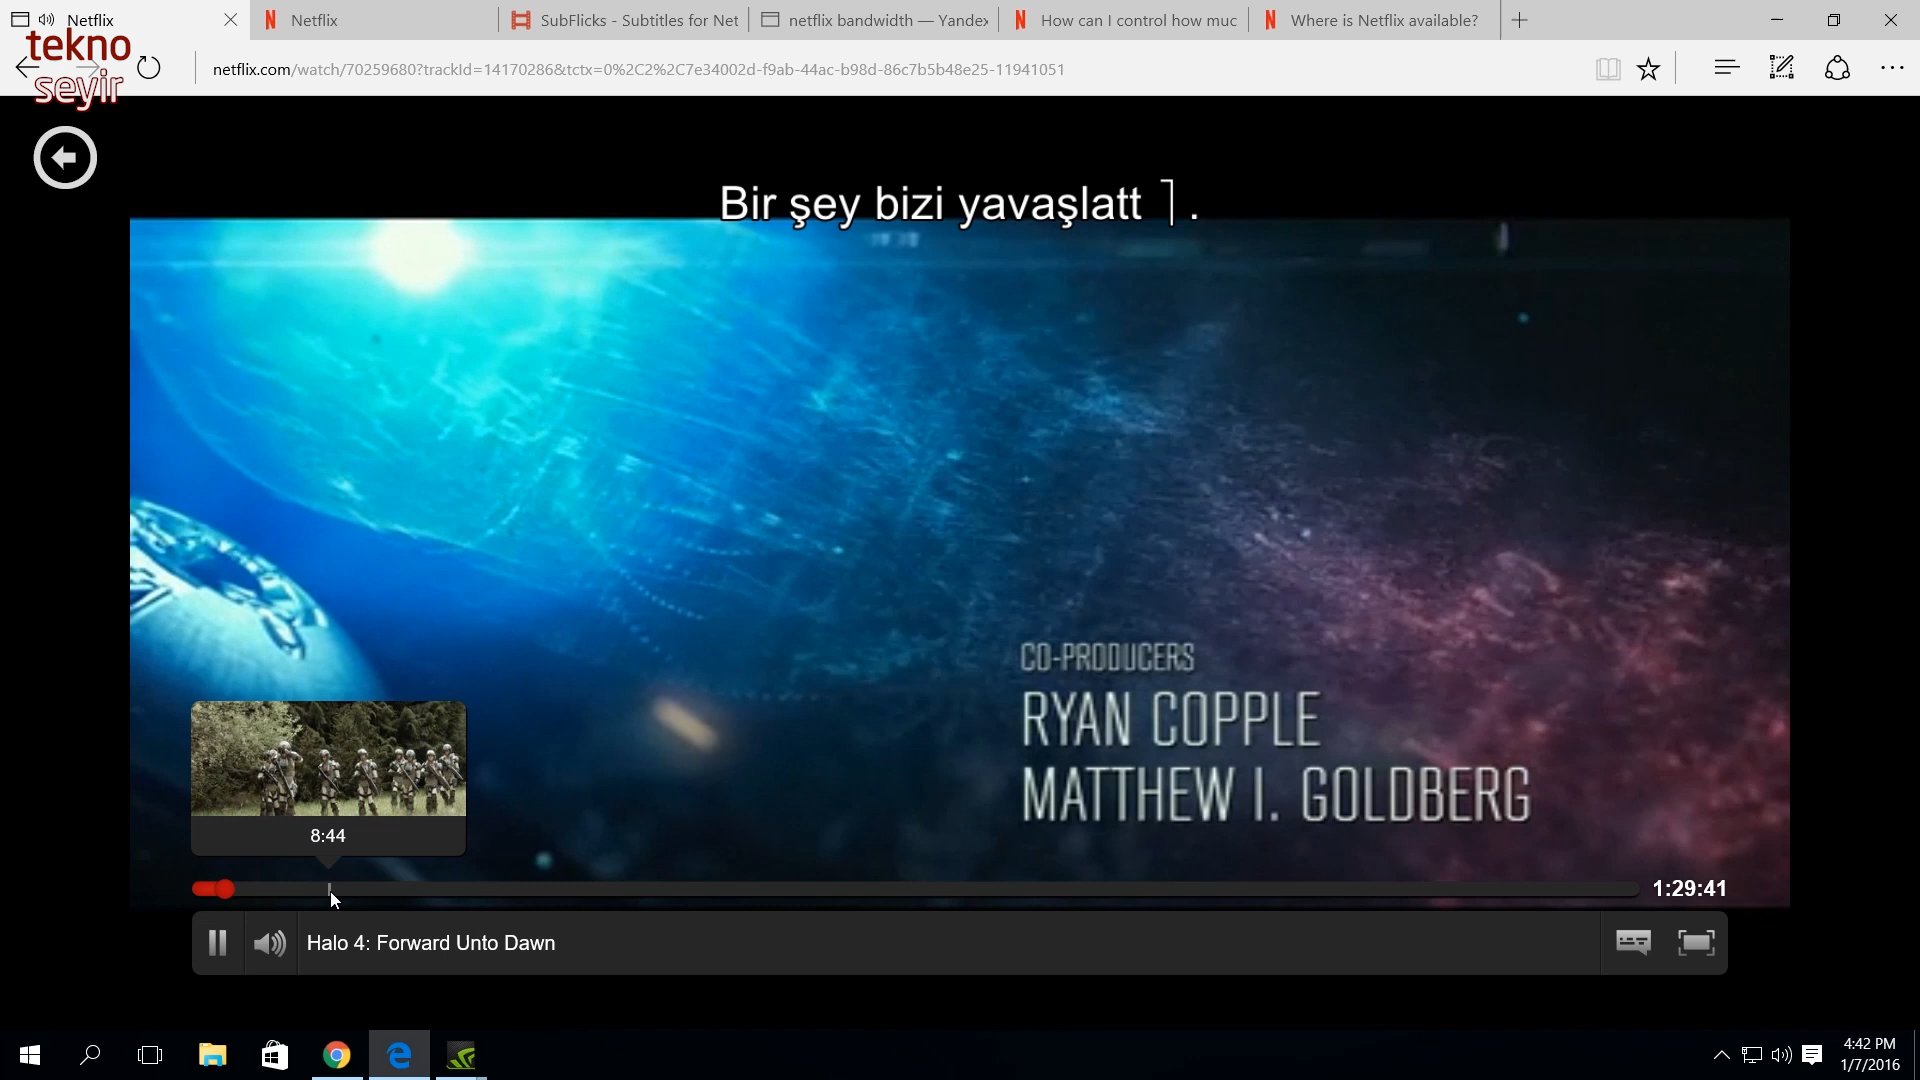 Netflix
Netflix
SubFlicks - Subtitles for Net
netflix bandwidth — Yandex
How can I control how muc
Where is Netflix available?
tekno
seyir
netflix.com/watch/70259680?trackId=14170286&tctx=0%2C2%2C7e34002d-f9ab-44ac-b98d-86c7b5b48e25-11941051
Bir şey bizi yavaşlatt ℸ.
CO-PRODUCERS
RYAN COPPLE
MATTHEW I. GOLDBERG
8:44
1:29:41
Halo 4: Forward Unto Dawn
4:42 PM
1/7/2016